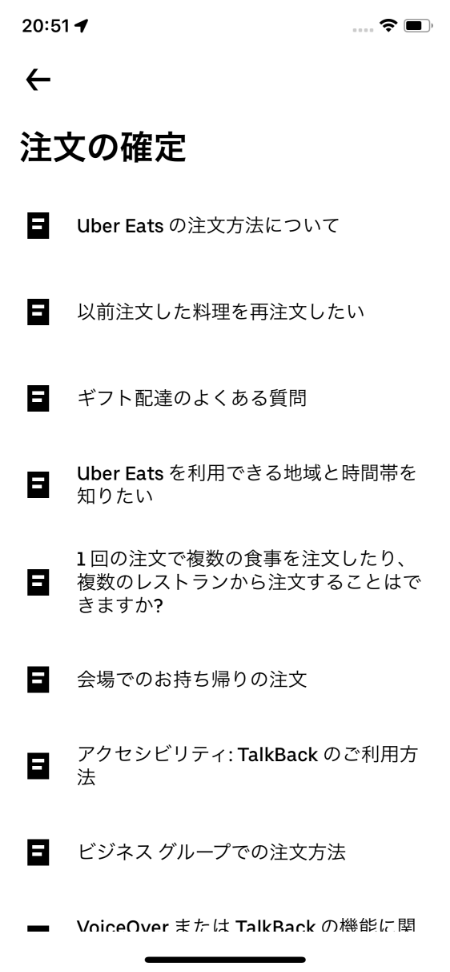 20:51
注文の確定
Uber Eats の注文方法について
以前注文した料理を再注文したい
ギフト配達のよくある質問
Uber Eats を利用できる地域と時間帯を
知りたい
1 回の注文で複数の食事を注文したり、
複数のレストランから注文することはで
きますか?
会場でのお持ち帰りの注文
アクセシビリティ: TalkBack のご利用方
法
ビジネス グループでの注文方法
VoiceOver または TalkBack の機能に関